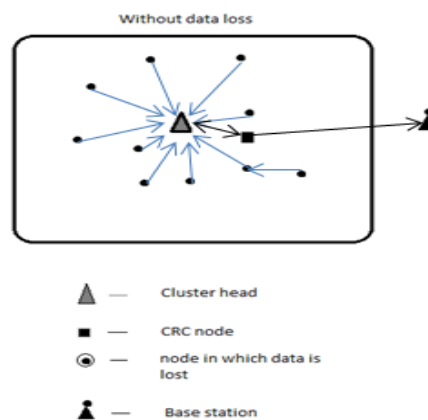 Without data loss
Cluster head
CRC node
node in which data is
lost
Base station